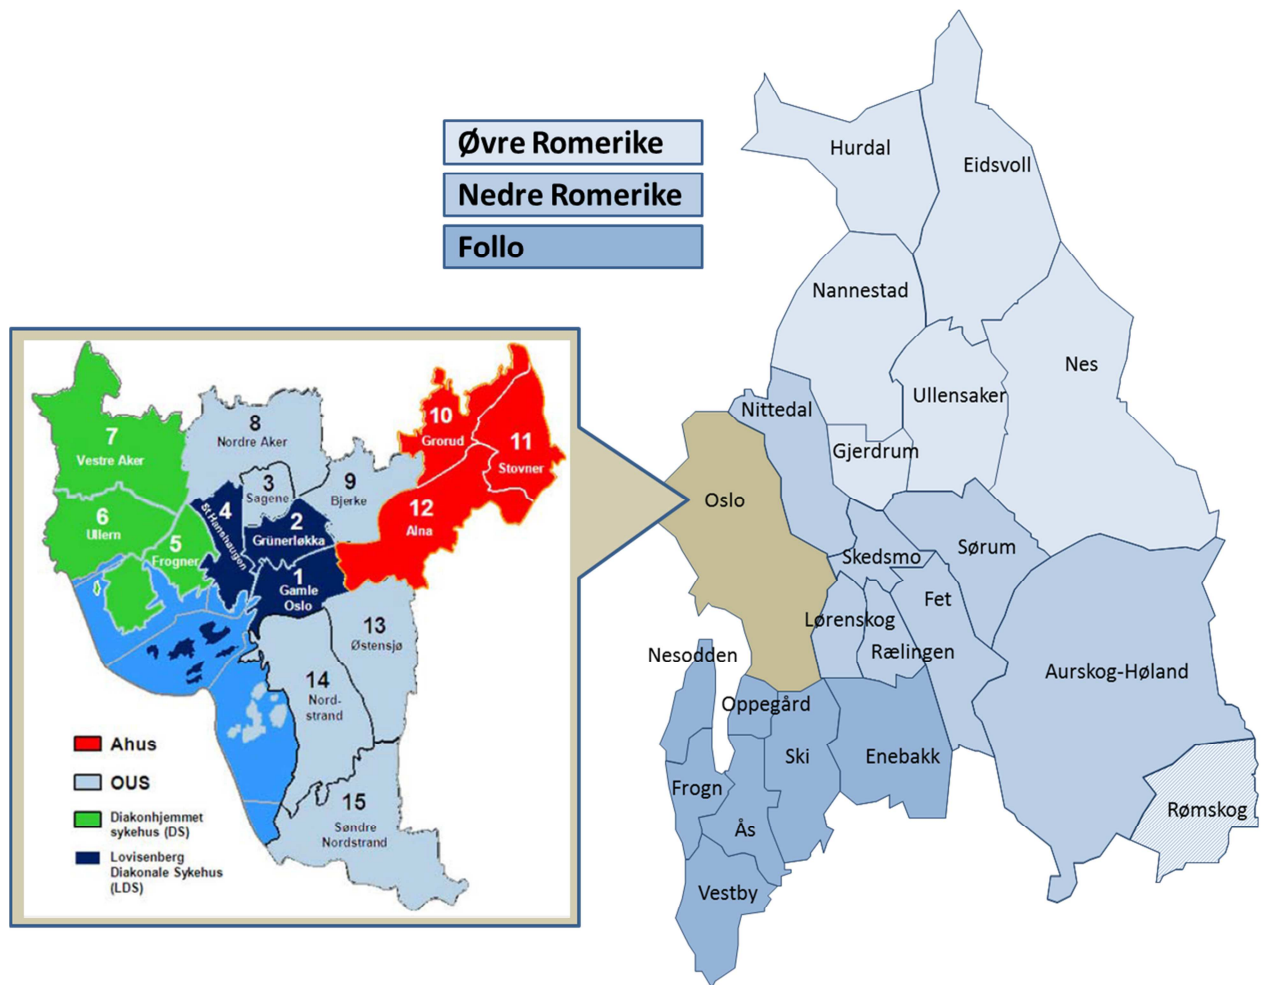 Øvre Romerike
Nedre Romerike
Follo
Hurdal
Eidsvoll
Nannestad
Nes
Ullensaker
Nittedal
Gjerdrum
Oslo
Sørum
Skedsmo
Fet
Lørenskog
Rælingen
Nesodden
Aurskog-Høland
Oppegård
Ski
Enebakk
Frogn
Rømskog
Ås
Vestby
7
Vestre Aker
8
Nordre Aker
10
Grorud
11
Stovner
3
Sagene
9
Bjerke
12
Alna
6
Ullern
5
Frogner
4
St Hanshaugen
2
Grünerløkka
1
Gamle
Oslo
13
Østensjø
14
Nord-
strand
15
Søndre
Nordstrand
Ahus
OUS
Diakonhjemmet
sykehus (DS)
Lovisenberg
Diakonale Sykehus
(LDS)